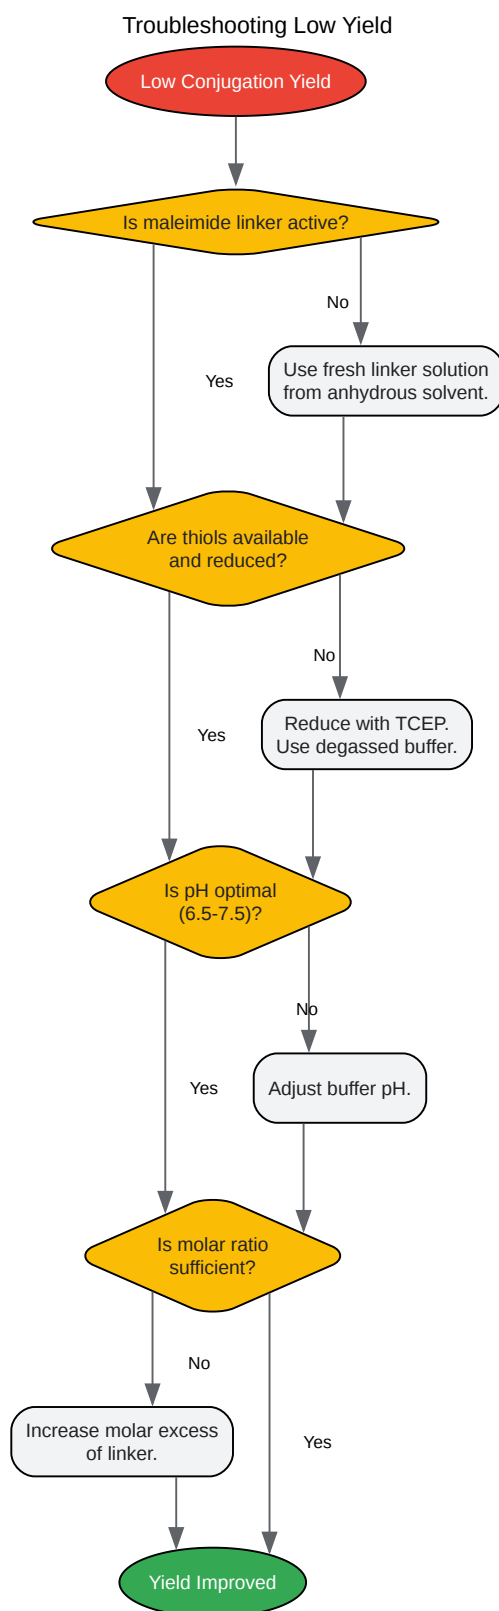 Troubleshooting Low Yield
Low Conjugation Yield
Is maleimide linker active?
No
Use fresh linker solution
from anhydrous solvent.
Yes
Are thiols available
and reduced?
No
Reduce with TCEP.
Use degassed buffer.
Yes
Is pH optimal
(6.5-7.5)?
No
Adjust buffer pH.
Yes
Is molar ratio
sufficient?
No
Increase molar excess
of linker.
Yes
Yield Improved